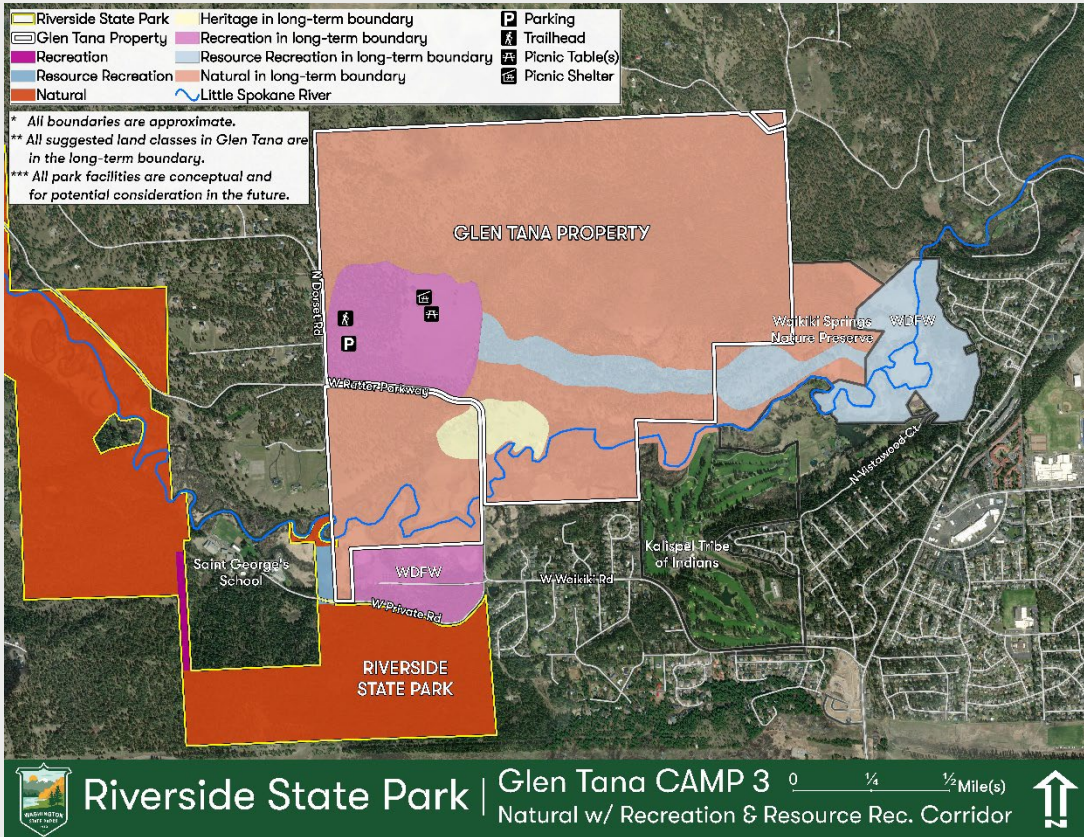 Riverside State Park
Glen Tana Property
Recreation
Resource Recreation
Natural
Heritage in long-term boundary
Recreation in long-term boundary
Resource Recreation in long-term boundary
Natural in long-term boundary
Little Spokane River
P Parking
Trailhead
Picnic Table(s)
Picnic Shelter
* All boundaries are approximate.
** All suggested land classes in Glen Tana are
in the long-term boundary.
*** All park facilities are conceptual and
for potential consideration in the future.
GLEN TANA PROPERTY
N Dorset Rd
P
W Rutter Parkway
Waikiki Springs
Nature Preserve
WDFW
N Vistawood Ct
Kalispel Tribe
of Indians
Saint George's
School
WDFW
W Waikiki Rd
W Private Rd
RIVERSIDE
STATE PARK
WASHINGTON
STATE PARKS
Riverside State Park
Glen Tana CAMP 3
Natural w/ Recreation & Resource Rec. Corridor
0 ¼ ½ Mile(s)
N